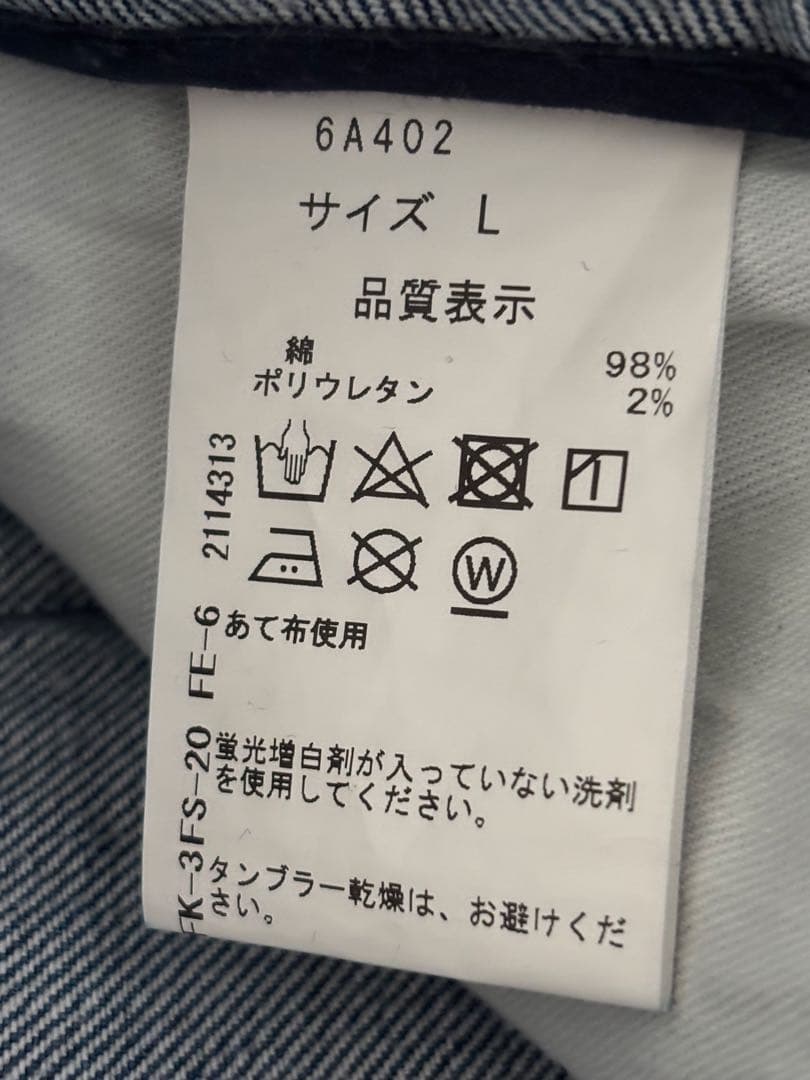 6A402
サイズ L
品質表示
綿 98%
ポリウレタン 2%
W
あて布使用
蛍光増白剤が入っていない洗剤
を使用してください。
タンブラー乾燥は、お避けくだ
さい。
FK-3FS-20 FE-6 2114313